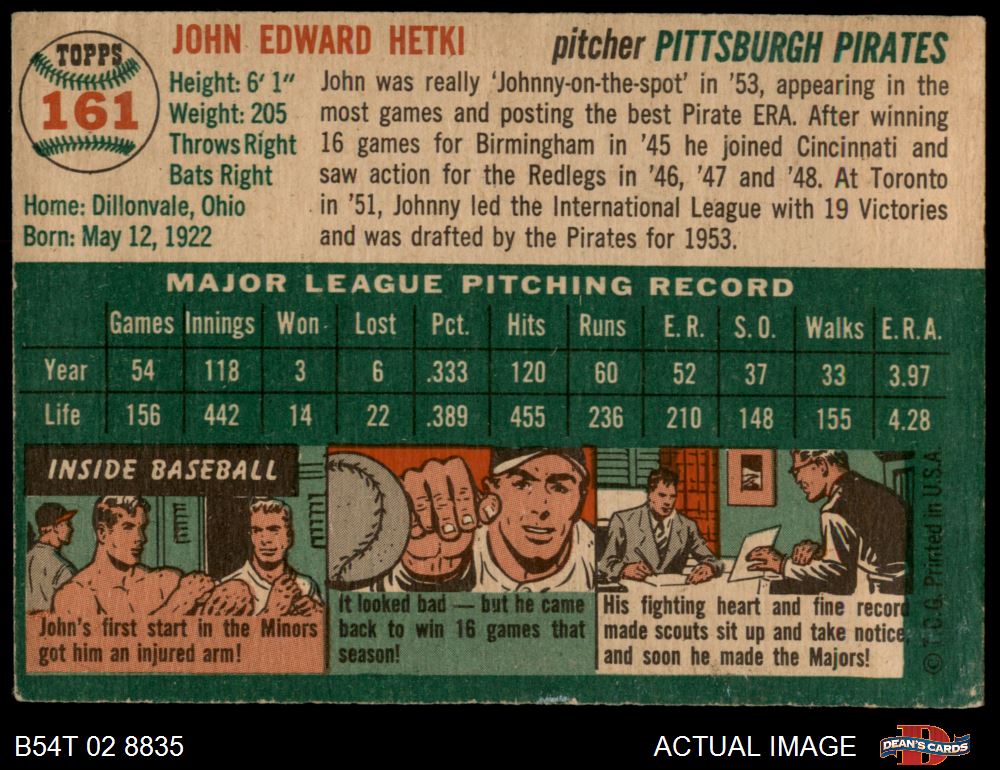 TOPPS
161
JOHN EDWARD HETKI
pitcher PITTSBURGH PIRATES
Height: 6' 1"
Weight: 205
Throws Right
Bats Right
Home: Dillonvale, Ohio
Born: May 12, 1922
John was really 'Johnny-on-the-spot' in '53, appearing in the
most games and posting the best Pirate ERA. After winning
16 games for Birmingham in '45 he joined Cincinnati and
saw action for the Redlegs in '46, '47 and '48. At Toronto
in '51, Johnny led the International League with 19 Victories
and was drafted by the Pirates for 1953.
MAJOR LEAGUE PITCHING RECORD
Games Innings Won Lost Pct. Hits Runs E. R. S. O. Walks E. R. A.
Year 54 118 3 6 .333 120 60 52 37 33 3.97
Life 156 442 14 22 .389 455 236 210 148 155 4.28
INSIDE BASEBALL
John's first start in the Minors
got him an injured arm!
It looked bad — but he came
back to win 16 games that
season!
His fighting heart and fine record
made scouts sit up and take notice
and soon he made the Majors!
© T. C. G. Printed in U.S.A.
B54T 02 8835
ACTUAL IMAGE
DEAN'S CARDS